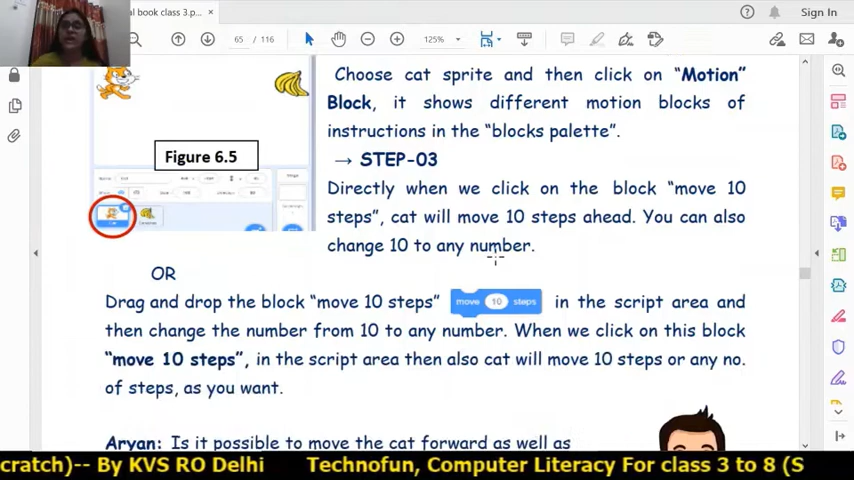 al book class 3.p...
Sign In
65 / 116
125%
Choose cat sprite and then click on "Motion"
Block, it shows different motion blocks of
instructions in the "blocks palette".
Figure 6.5
→ STEP-03
Directly when we click on the block "move 10
steps", cat will move 10 steps ahead. You can also
change 10 to any number.
OR
Drag and drop the block "move 10 steps" move 10 steps in the script area and
then change the number from 10 to any number. When we click on this block
"move 10 steps", in the script area then also cat will move 10 steps or any no.
of steps, as you want.
Aryan: Is it possible to move the cat forward as well as
cratch)-- By KVS RO Delhi Technofun, Computer Literacy For class 3 to 8 (S